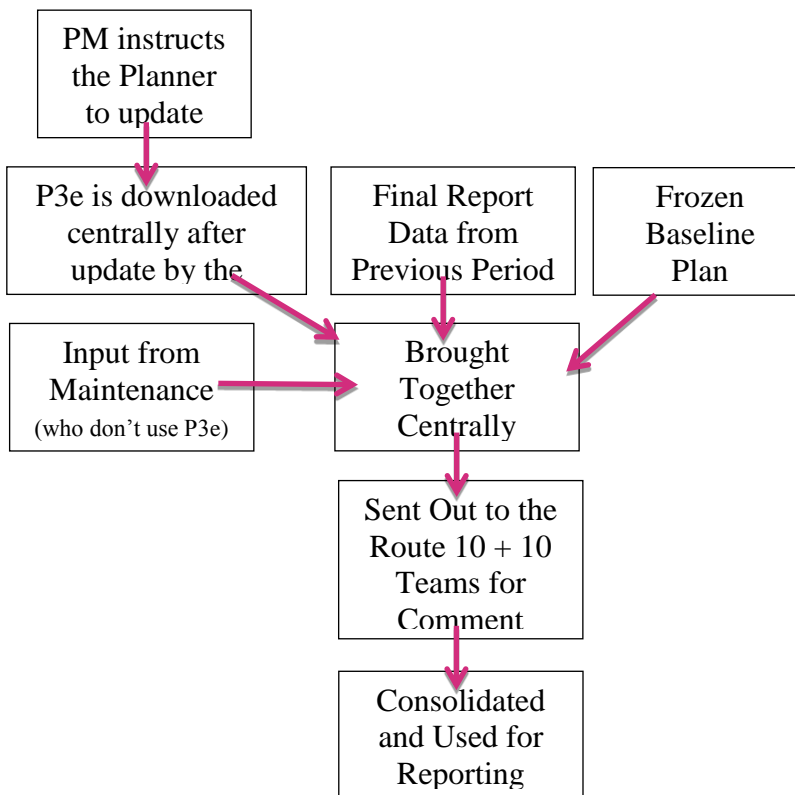 PM instructs
the Planner
to update
P3e is downloaded
centrally after
update by the
Final Report
Data from
Previous Period
Frozen
Baseline
Plan
Input from
Maintenance
(who don’t use P3e)
Brought
Together
Centrally
Sent Out to the
Route 10 + 10
Teams for
Comment
Consolidated
and Used for
Reporting